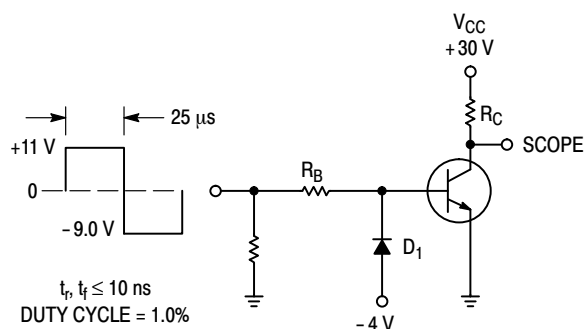 V_CC
+30 V
25 μs
R_C
+11 V
SCOPE
R_B
0
–9.0 V
D_1
t_r, t_f ≤ 10 ns
DUTY CYCLE = 1.0%
–4 V